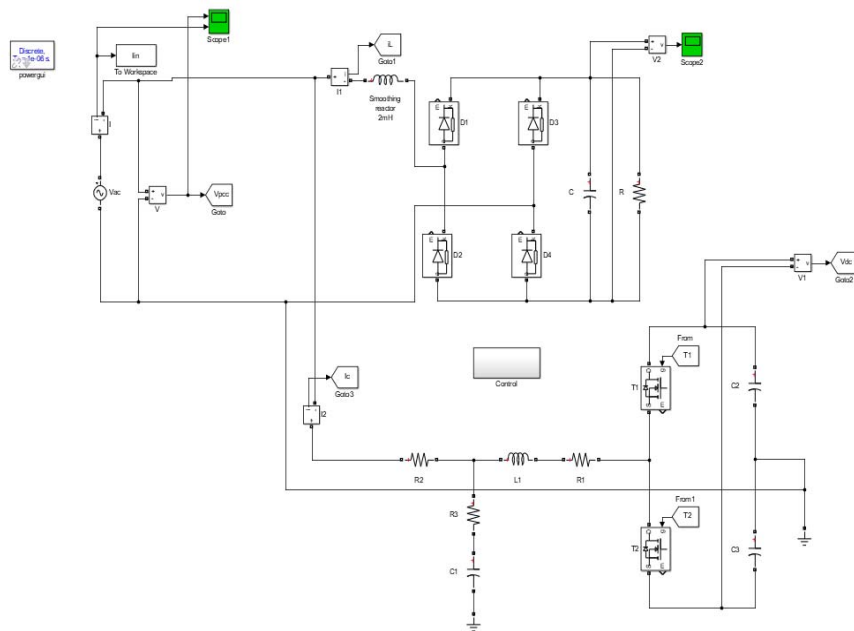 Discrete,
1e-06 s.
powergui
Iin
To Workspace
Scope1
iL
Goto1
I1
Smoothing
reactor
2mH
V2
Scope2
D1
D3
D2
D4
C
R
I
Vac
V
Vpcc
Goto
V1
Vdc
Goto2
Control
Ic
Goto3
I2
From
T1
T1
C2
R2
L1
R1
R3
C1
From1
T2
T2
C3